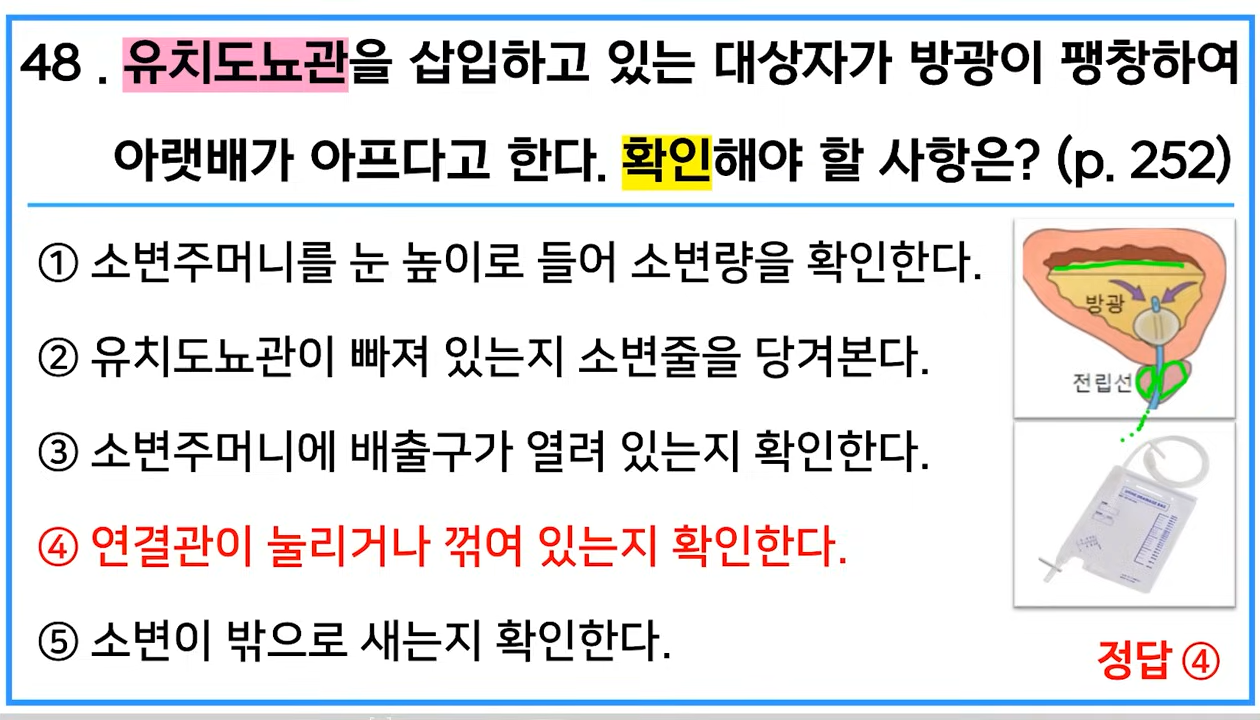 48 . 유치도뇨관을 삽입하고 있는 대상자가 방광이 팽창하여
아랫배가 아프다고 한다. 확인해야 할 사항은? (p. 252)
① 소변주머니를 눈 높이로 들어 소변량을 확인한다.
② 유치도뇨관이 빠져 있는지 소변줄을 당겨본다.
③ 소변주머니에 배출구가 열려 있는지 확인한다.
④ 연결관이 눌리거나 꺾여 있는지 확인한다.
⑤ 소변이 밖으로 새는지 확인한다.
방광
전립선
정답 ④